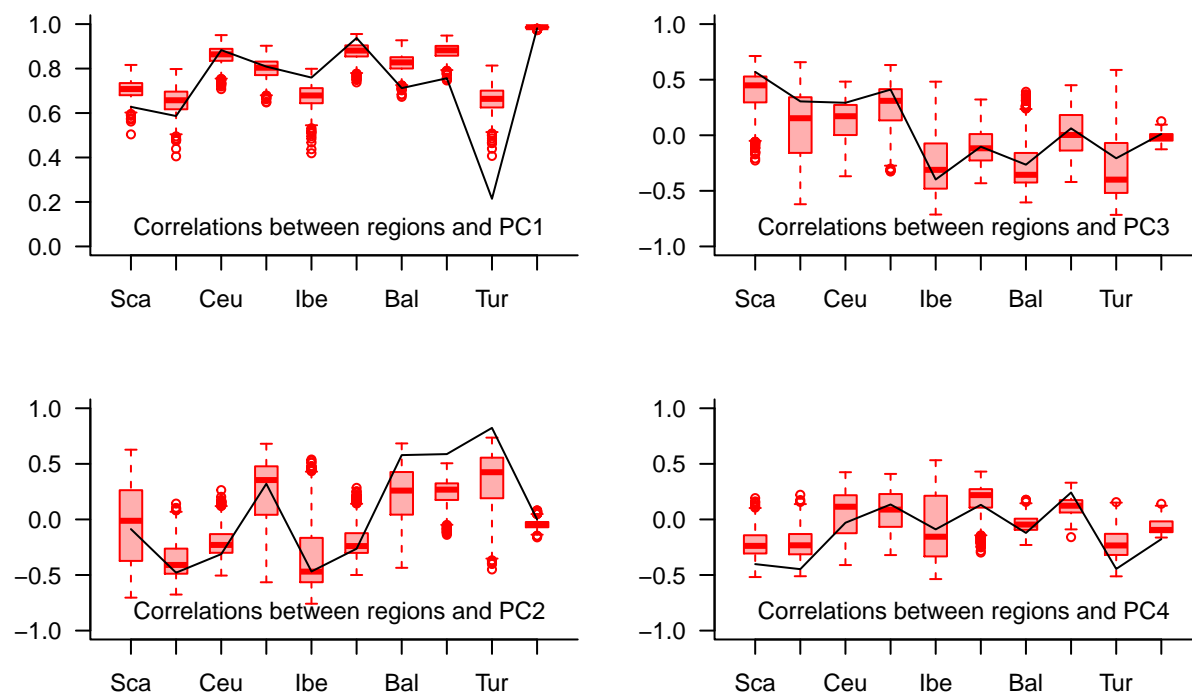 1.0
0.8
0.6
0.4
0.2
0.0
Correlations between regions and PC1
Sca Ceu Ibe Bal Tur
1.0
0.5
0.0
−0.5
−1.0
Correlations between regions and PC3
Sca Ceu Ibe Bal Tur
1.0
0.5
0.0
−0.5
−1.0
Correlations between regions and PC2
Sca Ceu Ibe Bal Tur
1.0
0.5
0.0
−0.5
−1.0
Correlations between regions and PC4
Sca Ceu Ibe Bal Tur